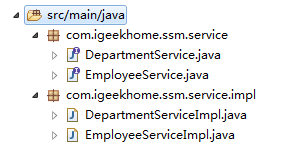 src/main/java
com.igeekhome.ssm.service
DepartmentService.java
EmployeeService.java
com.igeekhome.ssm.service.impl
DepartmentServiceImpl.java
EmployeeServiceImpl.java